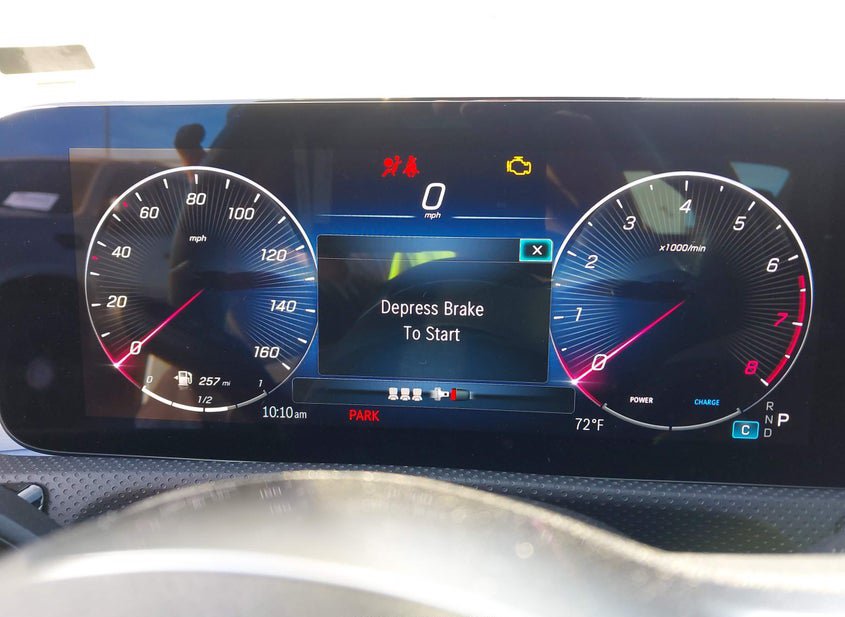 0
mph
20
40
60
80
100
120
140
160
0
mph
257 mi
0
1/2
1
10:10 am
×
Depress Brake
To Start
PARK
72°F
0
1
2
3
4
5
6
7
8
x1000/min
POWER
CHARGE
C
R
N
D
P